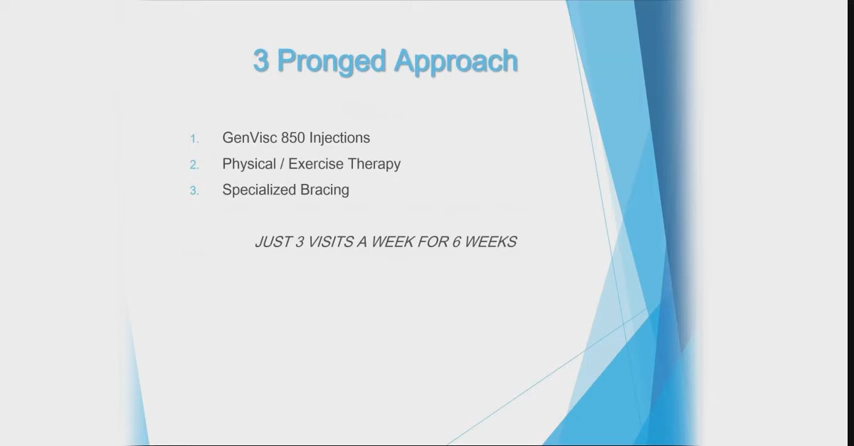 3 Pronged Approach
1. GenVisc 850 Injections
2. Physical / Exercise Therapy
3. Specialized Bracing
JUST 3 VISITS A WEEK FOR 6 WEEKS